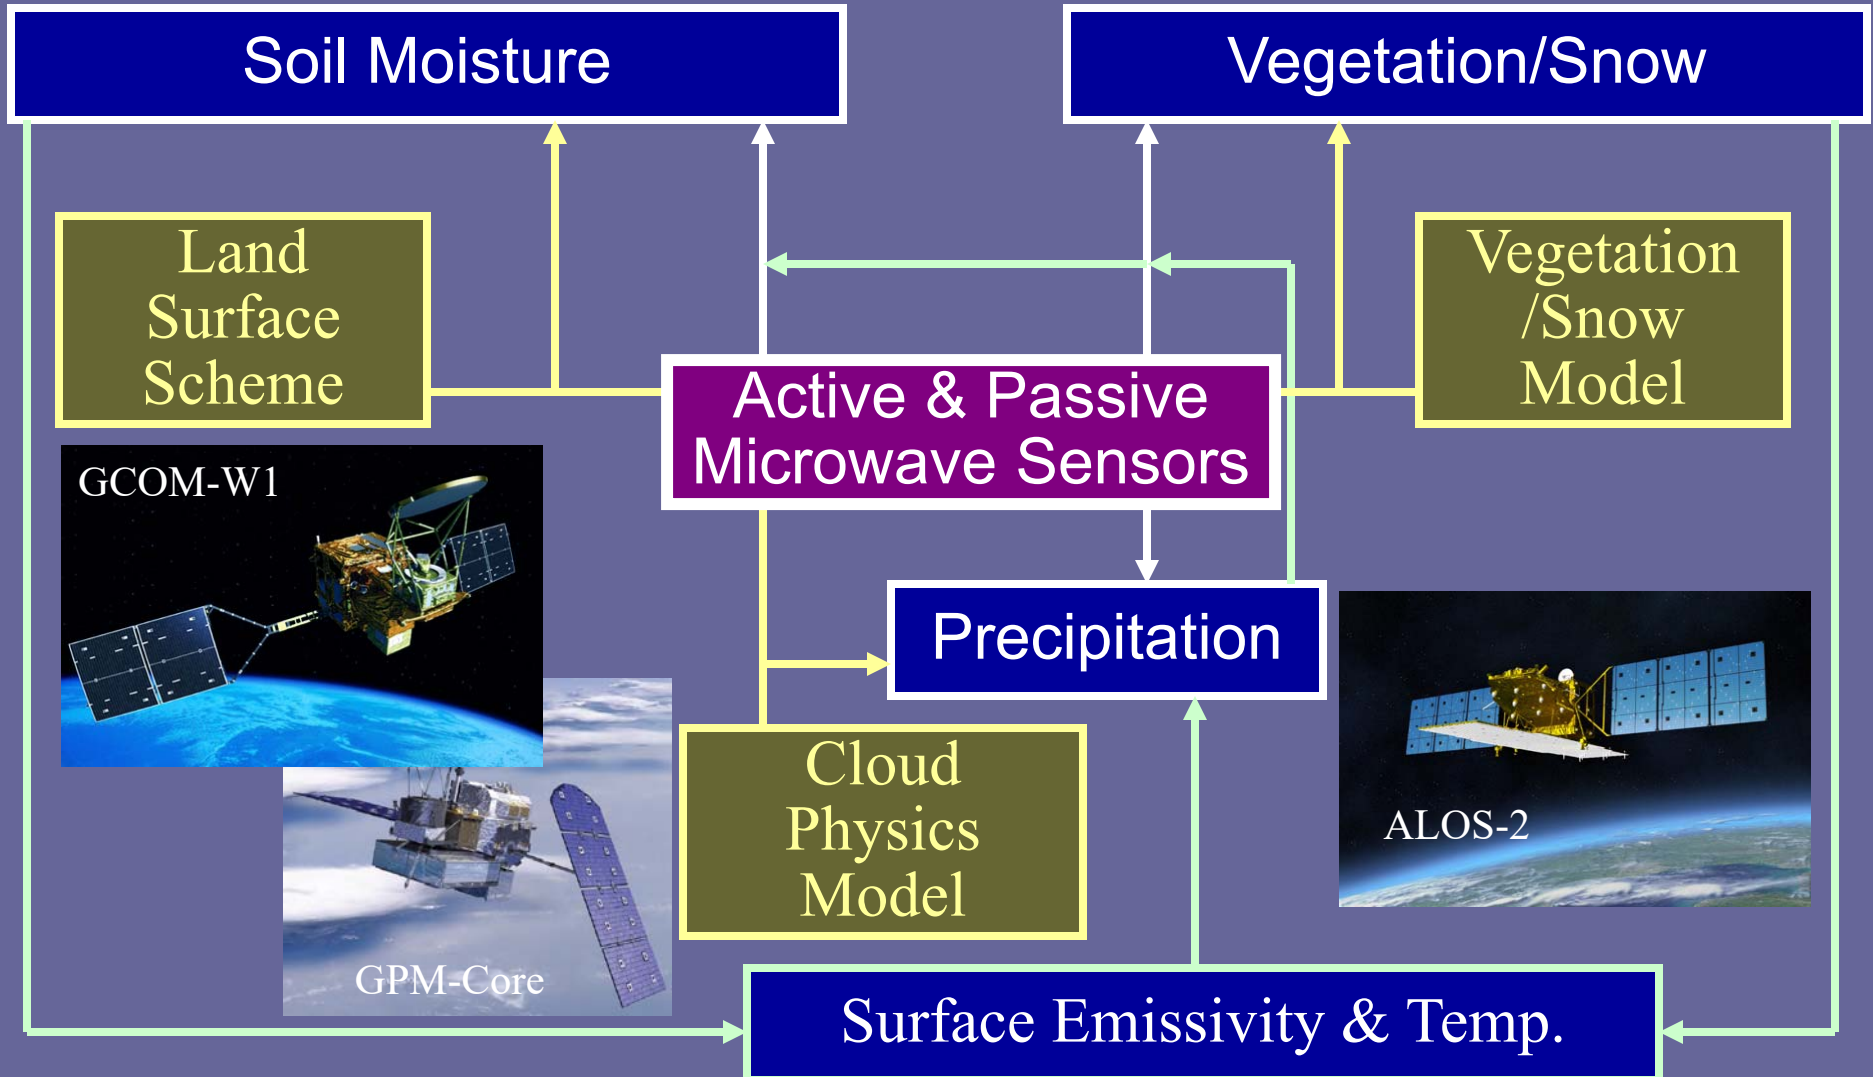 Soil Moisture
Vegetation/Snow
Land
Surface
Scheme
Vegetation
/Snow
Model
Active & Passive
Microwave Sensors
GCOM-W1
Precipitation
Cloud
Physics
Model
ALOS-2
GPM-Core
Surface Emissivity & Temp.